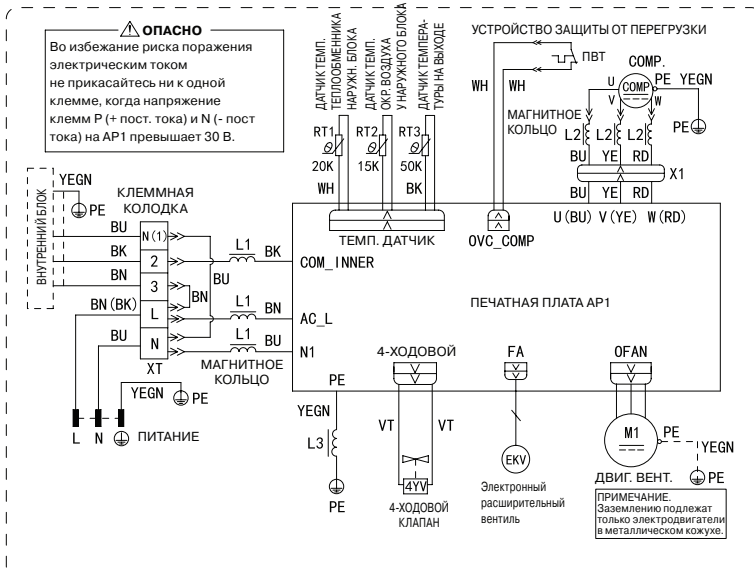 ОПАСНО
Во избежание риска поражения
электрическим током
не прикасайтесь ни к одной
клемме, когда напряжение
клемм P (+ пост. тока) и N (- пост
тока) на AP1 превышает 30 В.
ДАТЧИК ТЕМП.
ТЕПЛООБМЕННИКА
НАРУЖН. БЛОКА
ДАТЧИК ТЕМП.
ОКР. ВОЗДУХА
У НАРУЖНОГО БЛОКА
ДАТЧИК ТЕМПЕРА-
ТУРЫ НА ВЫХОДЕ
УСТРОЙСТВО ЗАЩИТЫ ОТ ПЕРЕГРУЗКИ
ПВТ
WH WH
COMP.
U COMP PE YEGN
V W
PE
МАГНИТНОЕ
КОЛЬЦО
L2 L2 L2
BU YE RD
X1
BU YE RD
U(BU) V(YE) W(RD)
RT1 RT2 RT3
20K 15K 50K
WH BK
ТЕМП. ДАТЧИК
OVC_COMP
ВНУТРЕННИЙ БЛОК
YEGN
PE
КЛЕММНАЯ
КОЛОДКА
BU N(1)
BK 2 L1 BK COM_INNER
BU
BN 3
BN
BN(BK) L L1 BN AC_L
BU N L1 BU N1
XT
МАГНИТНОЕ
КОЛЬЦО
YEGN PE
L N ПИТАНИЕ
ПЕЧАТНАЯ ПЛАТА AP1
PE
YEGN
L3
PE
4-ХОДОВОЙ
VT VT
4YV
4-ХОДОВОЙ
КЛАПАН
FA
EKV
Электронный
расширительный
вентиль
OFAN
M1
PE
YEGN
PE
ДВИГ. ВЕНТ.
ПРИМЕЧАНИЕ.
Заземлению подлежат
только электродвигатели
в металлическом кожухе.